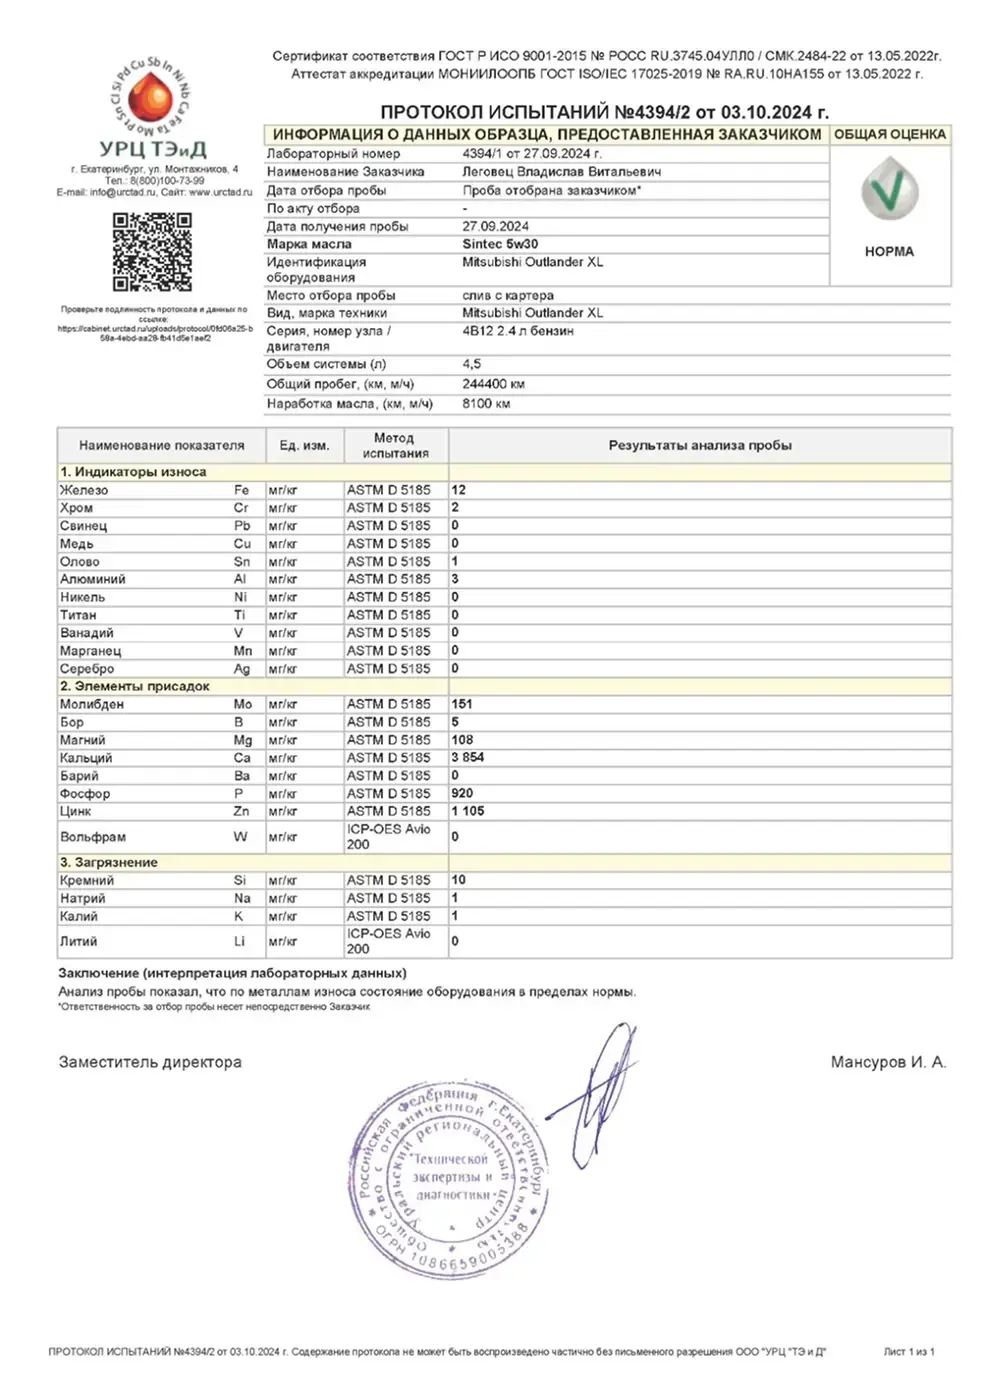 Сертификат соответствия ГОСТ Р ИСО 9001-2015 № РОСС RU.3745.04УЛЛ0 / СМК.2484-22 от 13.05.2022г.
Аттестат аккредитации МОНИИЛООПБ ГОСТ ISO/IEC 17025-2019 № RA.RU.10НА155 от 13.05.2022 г.
ПРОТОКОЛ ИСПЫТАНИЙ №4394/2 от 03.10.2024 г.
УРЦ ТЭиД
г. Екатеринбург, ул. Монтажников, 4
Тел.: 8(800)100-73-99
E-mail: info@urctad.ru, Сайт: www.urctad.ru
Проверьте подлинность протокола и данных по
ссылке:
https://cabinet.urctad.ru/uploads/protocol/0fd06a25-b
58a-4ebd-aa28-fb41d5e1aef2
ИНФОРМАЦИЯ О ДАННЫХ ОБРАЗЦА, ПРЕДОСТАВЛЕННАЯ ЗАКАЗЧИКОМ ОБЩАЯ ОЦЕНКА
Лабораторный номер 4394/1 от 27.09.2024 г.
Наименование Заказчика Леговец Владислав Витальевич
Дата отбора пробы Проба отобрана заказчиком*
По акту отбора -
Дата получения пробы 27.09.2024
Марка масла Sintec 5w30
НОРМА
Идентификация
оборудования Mitsubishi Outlander XL
Место отбора пробы слив с картера
Вид, марка техники Mitsubishi Outlander XL
Серия, номер узла /
двигателя 4B12 2.4 л бензин
Объем системы (л) 4,5
Общий пробег, (км, м/ч) 244400 км
Наработка масла, (км, м/ч) 8100 км
Наименование показателя Ед. изм. Метод
испытания Результаты анализа пробы
1. Индикаторы износа
Железо Fe мг/кг ASTM D 5185 12
Хром Cr мг/кг ASTM D 5185 2
Свинец Pb мг/кг ASTM D 5185 0
Медь Cu мг/кг ASTM D 5185 0
Олово Sn мг/кг ASTM D 5185 1
Алюминий Al мг/кг ASTM D 5185 3
Никель Ni мг/кг ASTM D 5185 0
Титан Ti мг/кг ASTM D 5185 0
Ванадий V мг/кг ASTM D 5185 0
Марганец Mn мг/кг ASTM D 5185 0
Серебро Ag мг/кг ASTM D 5185 0
2. Элементы присадок
Молибден Mo мг/кг ASTM D 5185 151
Бор B мг/кг ASTM D 5185 5
Магний Mg мг/кг ASTM D 5185 108
Кальций Ca мг/кг ASTM D 5185 3 854
Барий Ba мг/кг ASTM D 5185 0
Фосфор P мг/кг ASTM D 5185 920
Цинк Zn мг/кг ASTM D 5185 1 105
Вольфрам W мг/кг ICP-OES Avio
200 0
3. Загрязнение
Кремний Si мг/кг ASTM D 5185 10
Натрий Na мг/кг ASTM D 5185 1
Калий K мг/кг ASTM D 5185 1
Литий Li мг/кг ICP-OES Avio
200 0
Заключение (интерпретация лабораторных данных)
Анализ пробы показал, что по металлам износа состояние оборудования в пределах нормы.
*Ответственность за отбор пробы несет непосредственно Заказчик
Заместитель директора Мансуров И. А.
Российская Федерация г. Екатеринбург
Общество с ограниченной ответственностью
Уральский региональный центр
"Технической
экспертизы и
диагностики"
ОГРН 1086659005388
ПРОТОКОЛ ИСПЫТАНИЙ №4394/2 от 03.10.2024 г. Содержание протокола не может быть воспроизведено частично без письменного разрешения ООО "УРЦ "ТЭ и Д" Лист 1 из 1